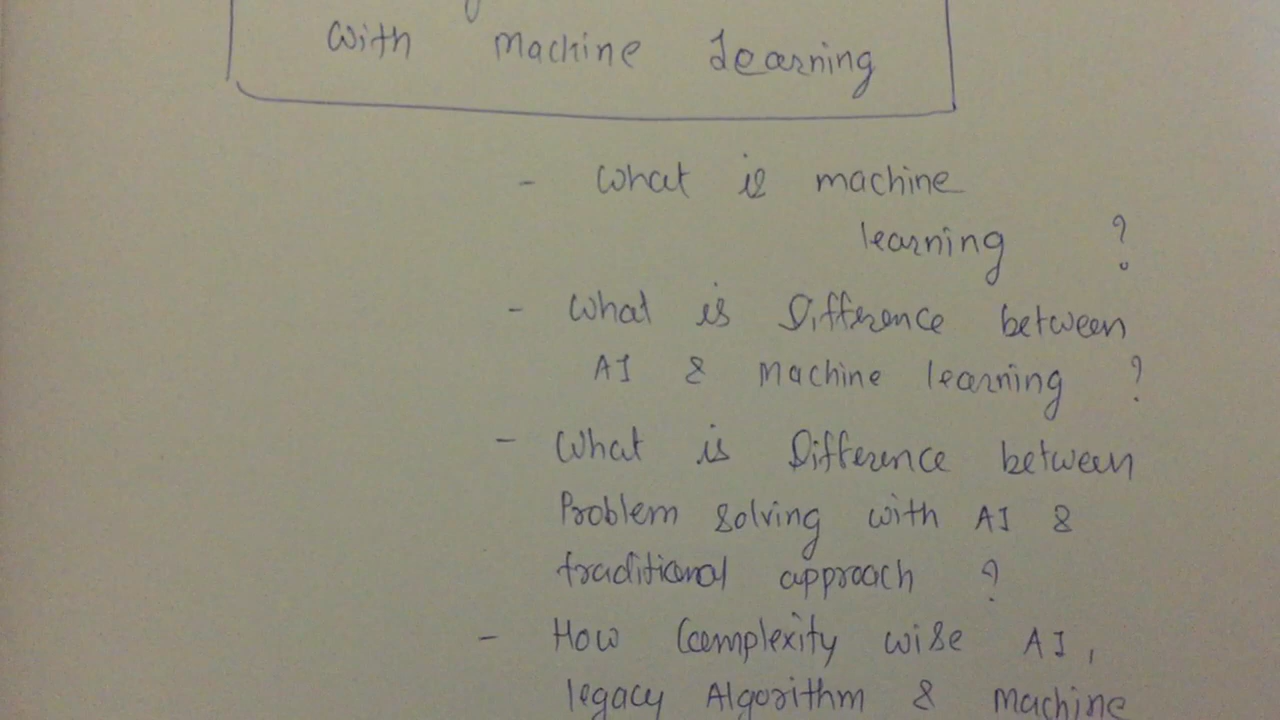 with machine Learning
- What is machine
learning ?
- What is Difference between
AI & Machine learning ?
- What is Difference between
Problem solving with AI &
traditional approach ?
- How Complexity wise AI,
legacy Algorithm & Machine